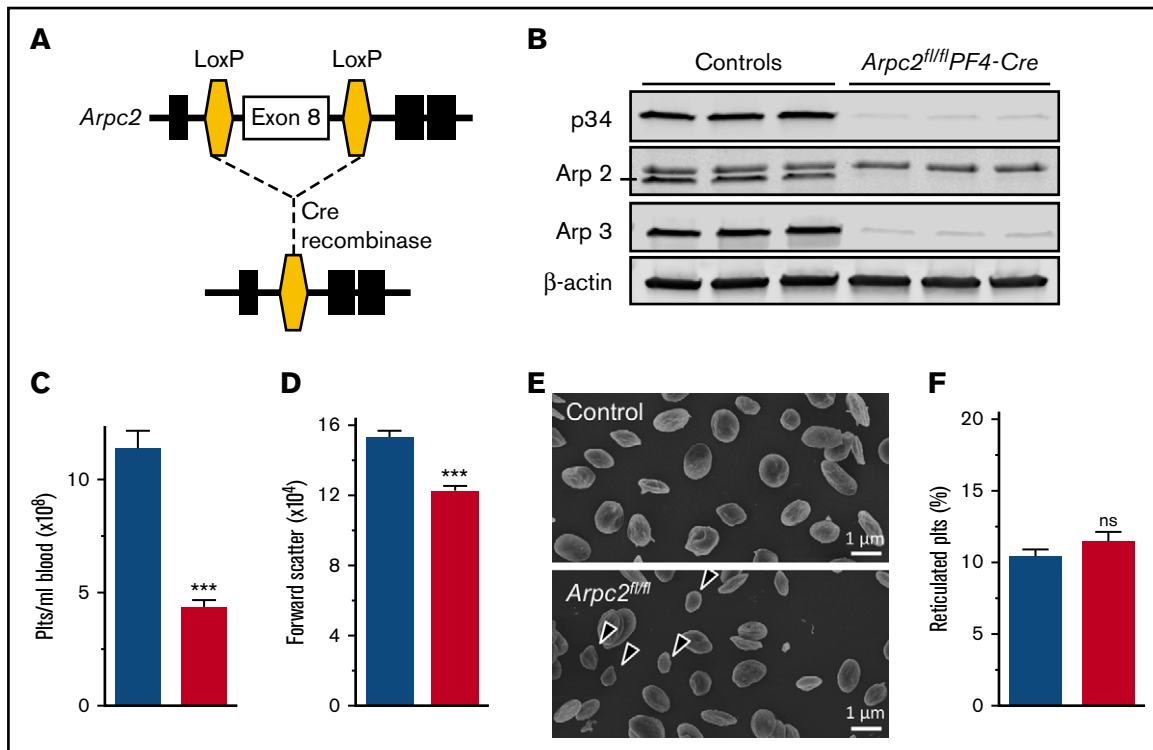 A
LoxP LoxP
Arpc2 Exon 8
Cre
recombinase
B
Controls Arpc2fl/flPF4-Cre
p34
Arp 2
Arp 3
β-actin
C
Plts/ml blood (x10⁸)
10
5
0
***
D
Forward scatter (x10⁴)
16
12
8
4
0
***
E
Control
1 µm
Arpc2fl/fl
1 µm
F
Reticulated plts (%)
20
15
10
5
0
ns